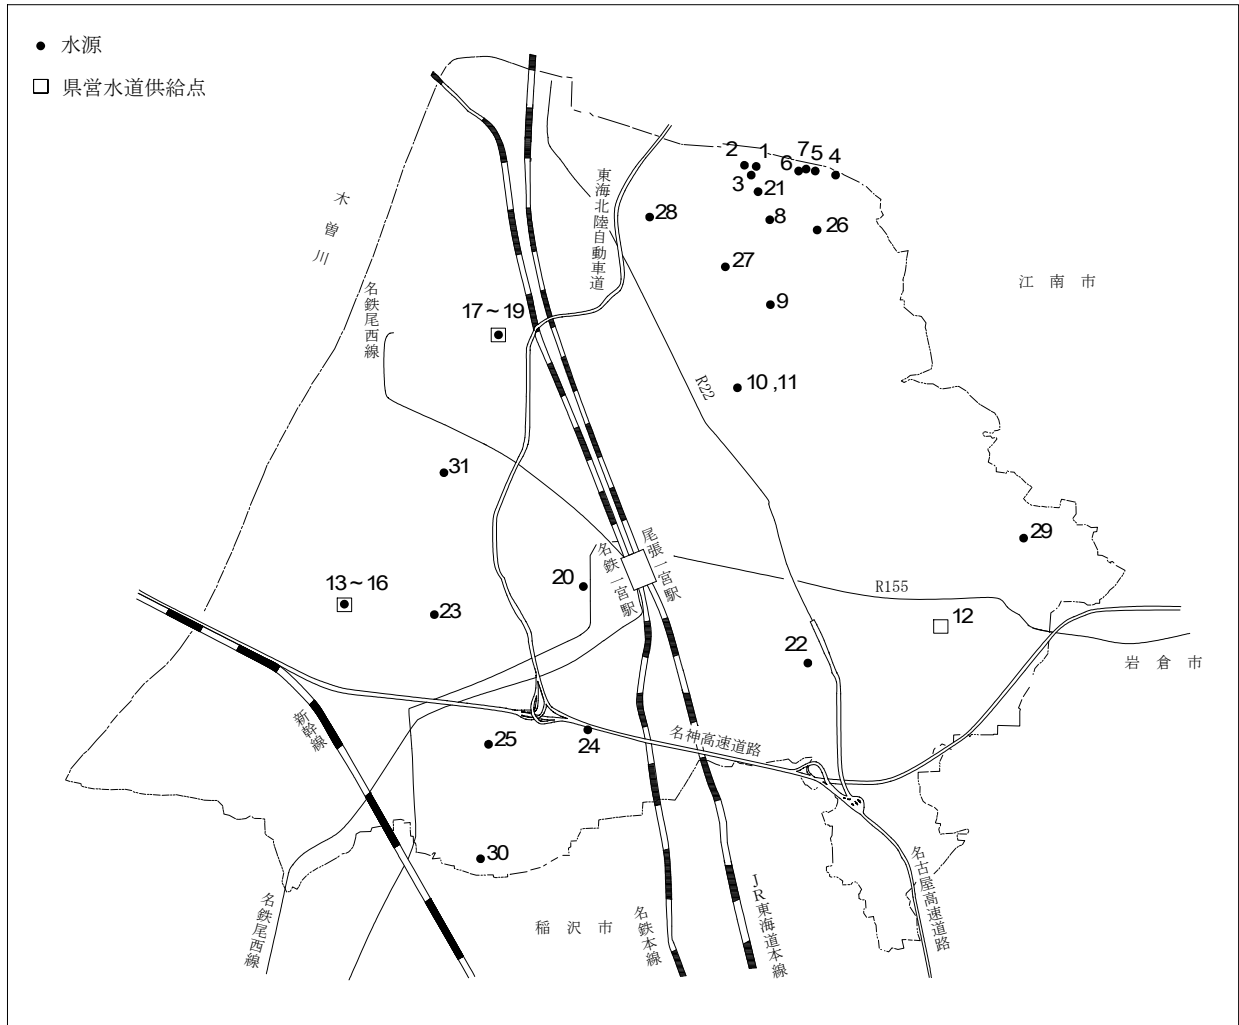 水源
県営水道供給点
木曽川
東海北陸自動車道
名鉄尾西線
2
1
7
5
4
6
3
21
28
8
26
27
江南市
9
17～19
R22
10 ,11
31
29
尾張一宮駅
名鉄一宮駅
20
13～16
23
R155
12
22
岩倉市
新幹線
25
24
名神高速道路
30
名古屋高速道路
名鉄尾西線
稲沢市
名鉄本線
JR東海道本線